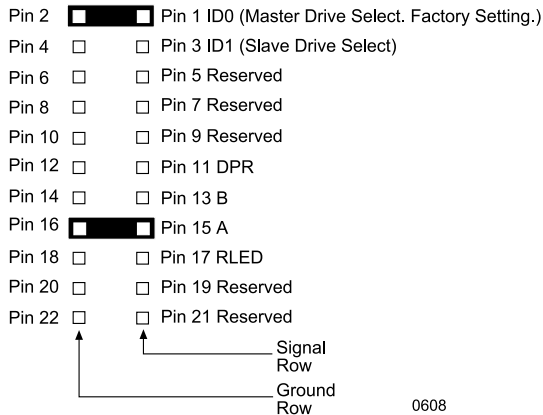 Pin 2 Pin 1 ID0 (Master Drive Select. Factory Setting.)
Pin 4 Pin 3 ID1 (Slave Drive Select)
Pin 6 Pin 5 Reserved
Pin 8 Pin 7 Reserved
Pin 10 Pin 9 Reserved
Pin 12 Pin 11 DPR
Pin 14 Pin 13 B
Pin 16 Pin 15 A
Pin 18 Pin 17 RLED
Pin 20 Pin 19 Reserved
Pin 22 Pin 21 Reserved
Signal
Row
Ground
Row
0608